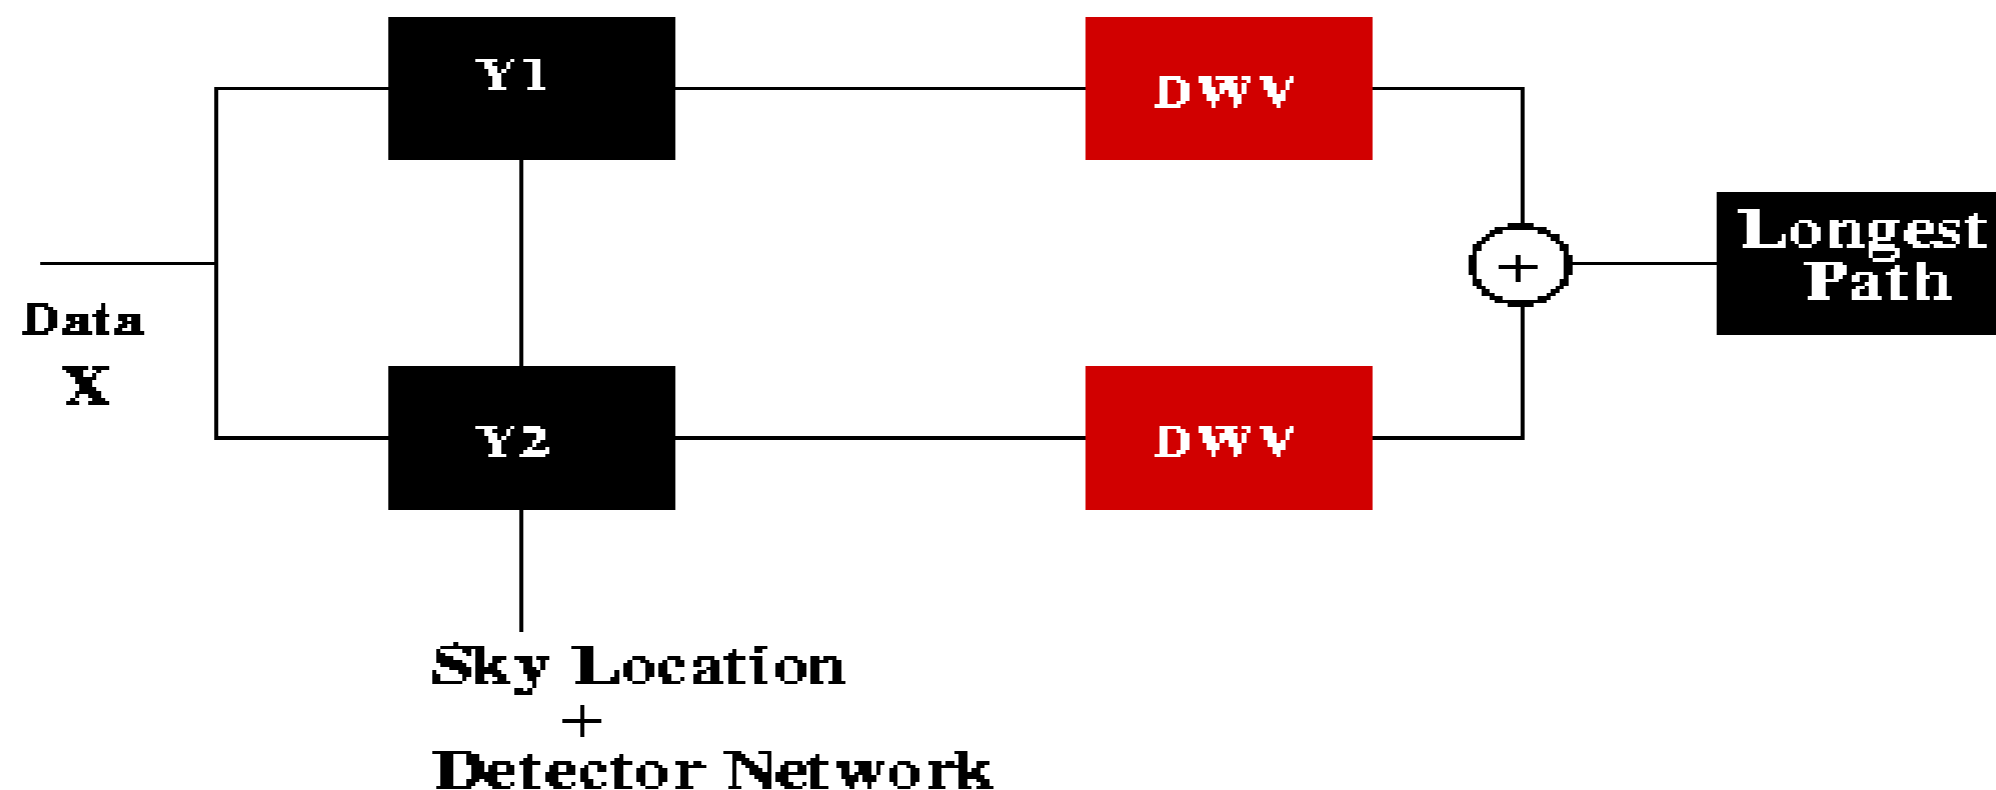 Y1
DWV
Longest
Path
+
Data
X
Y2
DWV
Sky Location
+
Detector Network